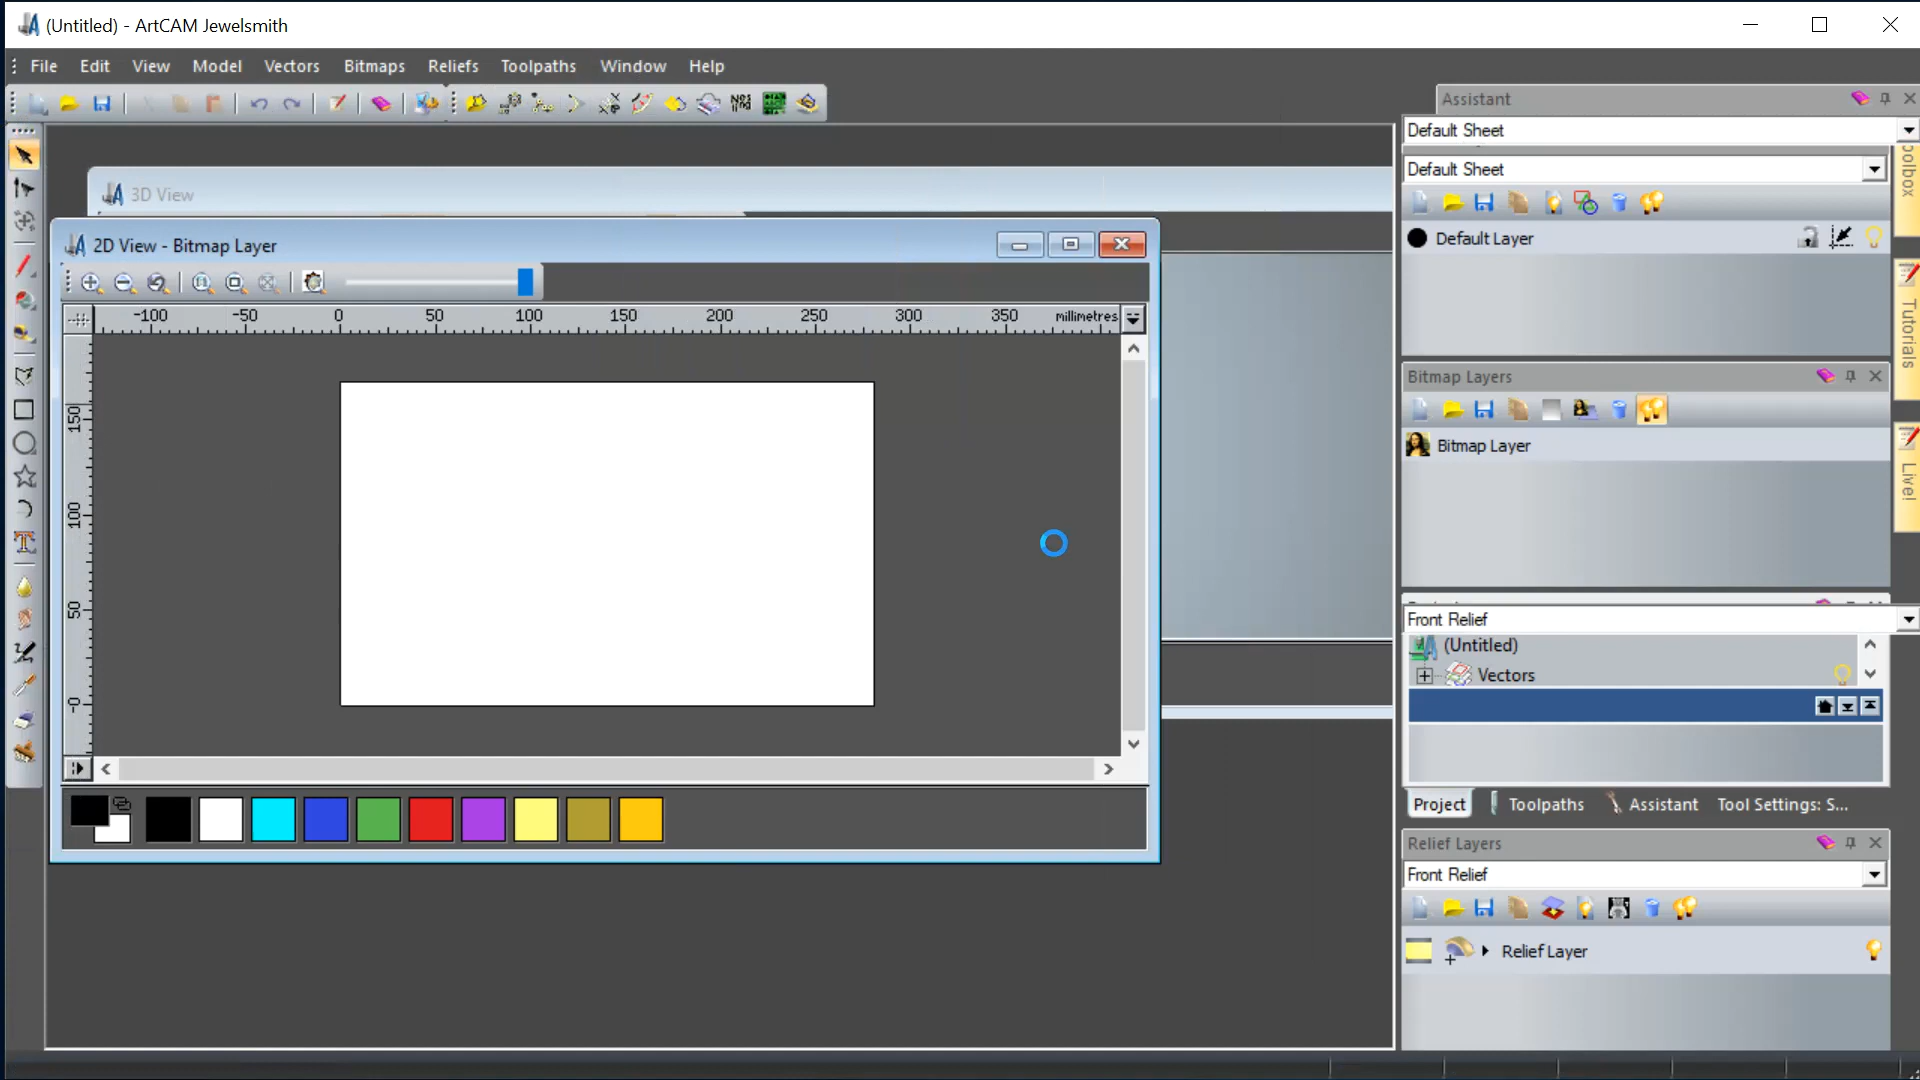 (Untitled) - ArtCAM Jewelsmith
File Edit View Model Vectors Bitmaps Reliefs Toolpaths Window Help
Assistant
Default Sheet
Default Sheet
Default Layer
Tutorials
Live!
3D View
2D View - Bitmap Layer
-100 -50 0 50 100 150 200 250 300 350 millimetres
150
100
50
-0
Bitmap Layers
Bitmap Layer
Front Relief
(Untitled)
Vectors
Project Toolpaths Assistant Tool Settings: S...
Relief Layers
Front Relief
Relief Layer